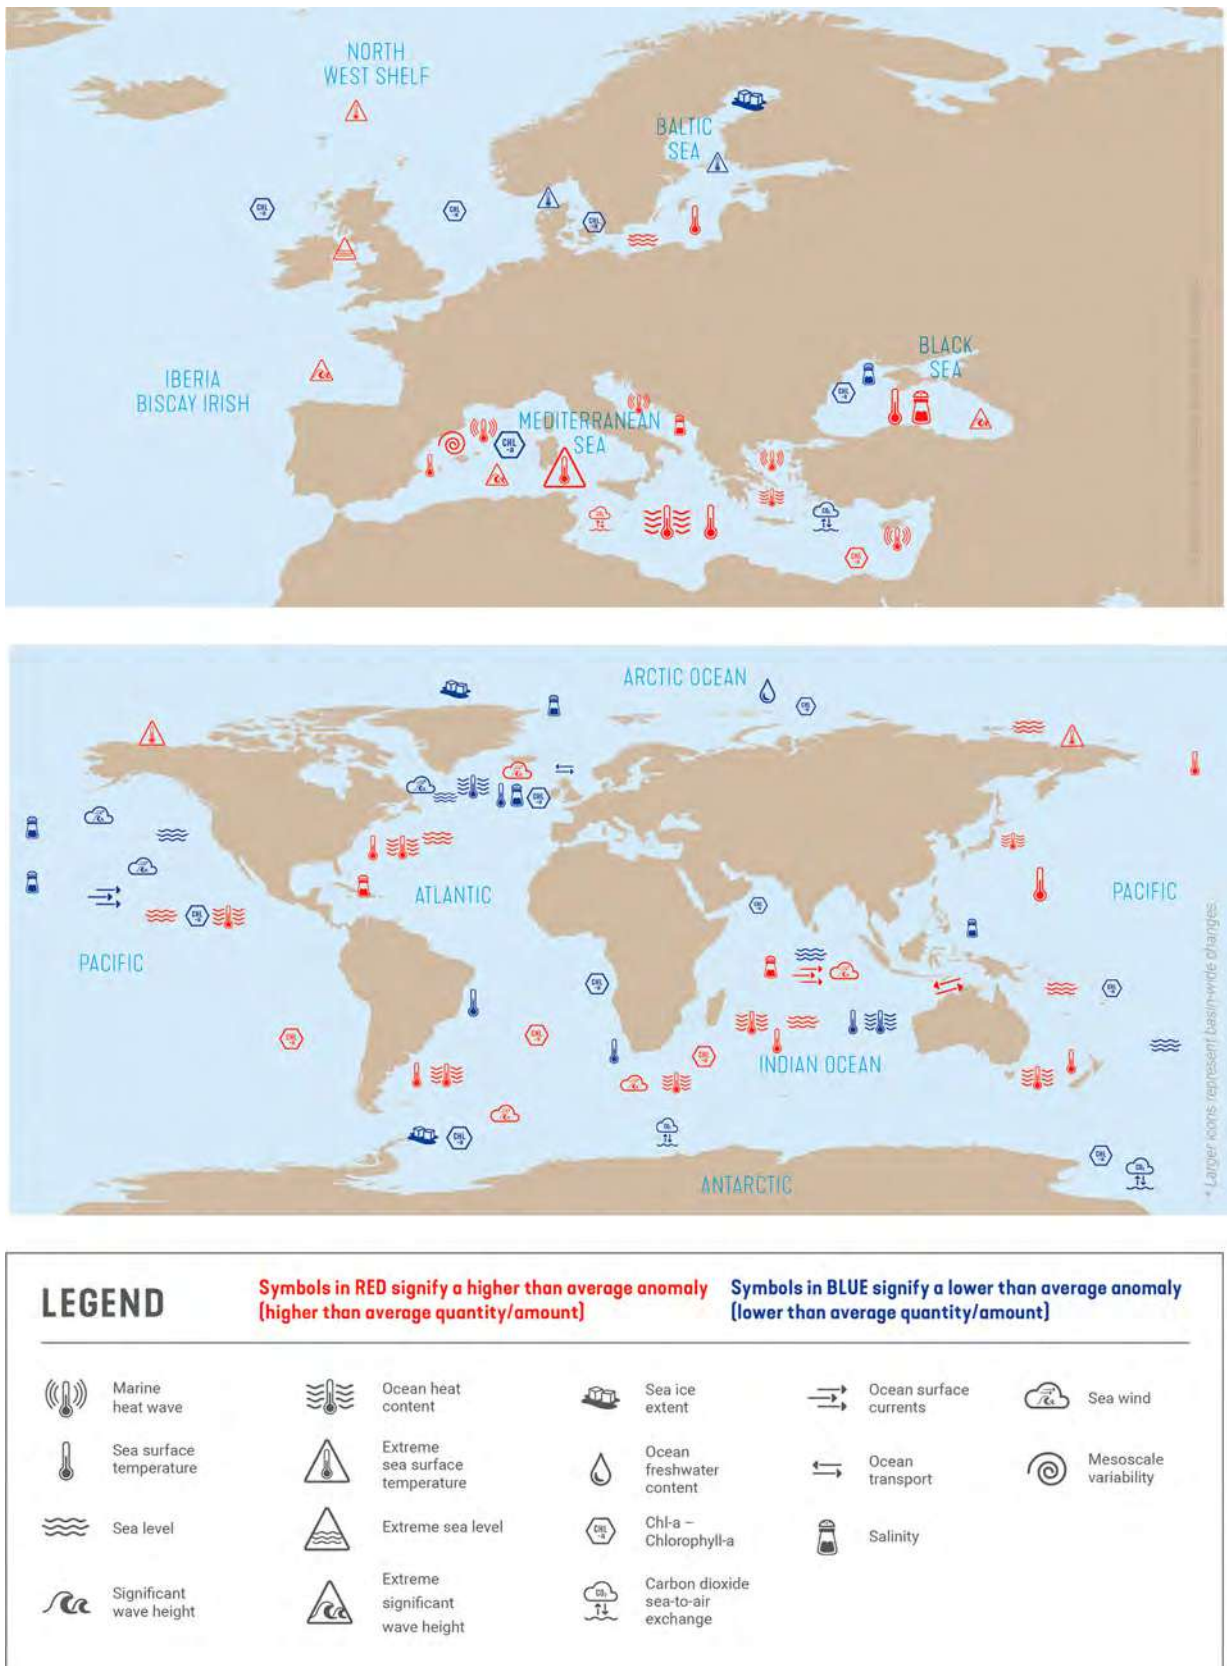 NORTH
WEST SHELF
BALTIC
SEA
IBERIA
BISCAY IRISH
BLACK
SEA
MEDITERRANEAN
SEA
ARCTIC OCEAN
ATLANTIC
PACIFIC
PACIFIC
INDIAN OCEAN
ANTARCTIC
* Larger icons represent basin-wide changes.
LEGEND
Symbols in RED signify a higher than average anomaly
(higher than average quantity/amount)
Symbols in BLUE signify a lower than average anomaly
(lower than average quantity/amount)
Marine
heat wave
Ocean heat
content
Sea ice
extent
Ocean surface
currents
Sea wind
Sea surface
temperature
Extreme
sea surface
temperature
Ocean
freshwater
content
Ocean
transport
Mesoscale
variability
Sea level
Extreme sea level
CHL
-a
Chl-a –
Chlorophyll-a
Salinity
Significant
wave height
Extreme
significant
wave height
CO₂
Carbon dioxide
sea-to-air
exchange